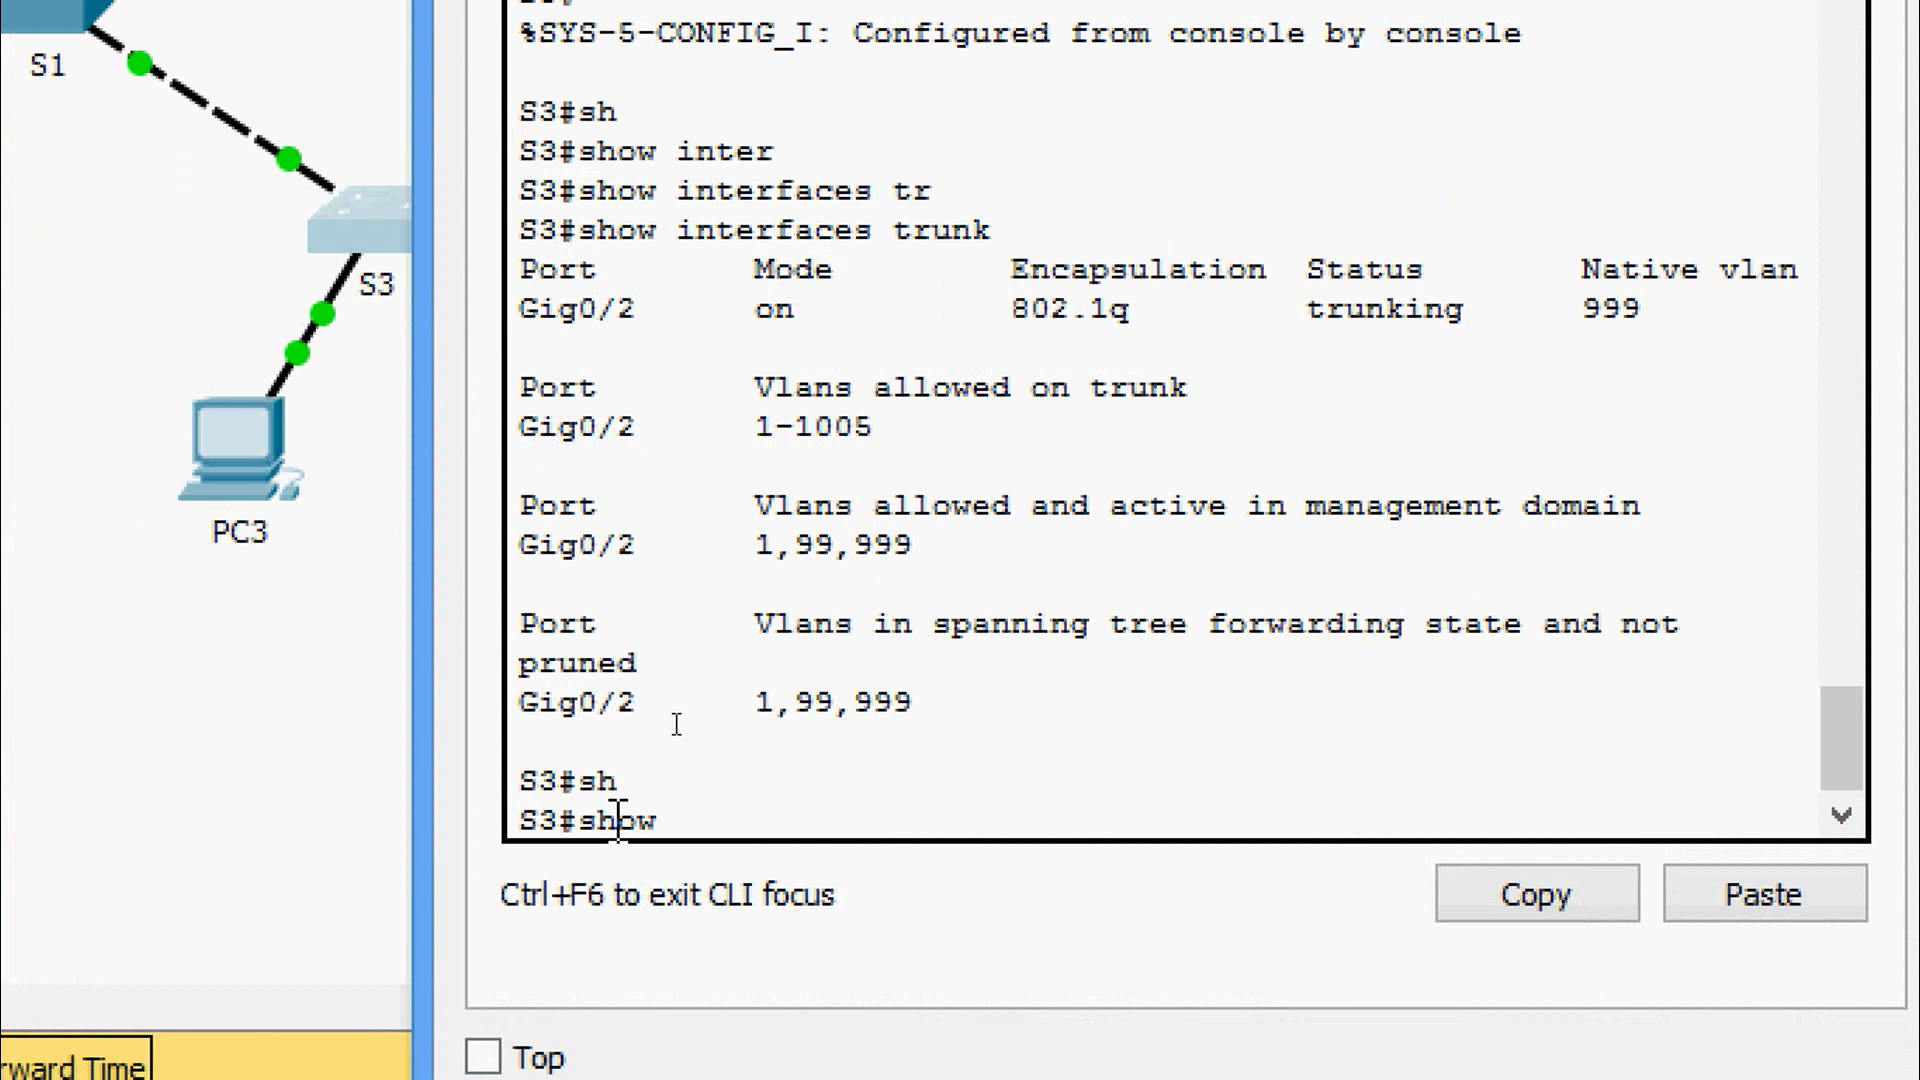 S1
S3
PC3
rward Time
%SYS-5-CONFIG_I: Configured from console by console
S3#sh
S3#show inter
S3#show interfaces tr
S3#show interfaces trunk
Port Mode Encapsulation Status Native vlan
Gig0/2 on 802.1q trunking 999
Port Vlans allowed on trunk
Gig0/2 1-1005
Port Vlans allowed and active in management domain
Gig0/2 1,99,999
Port Vlans in spanning tree forwarding state and not
pruned
Gig0/2 1,99,999
S3#sh
S3#show
Ctrl+F6 to exit CLI focus
Copy
Paste
Top